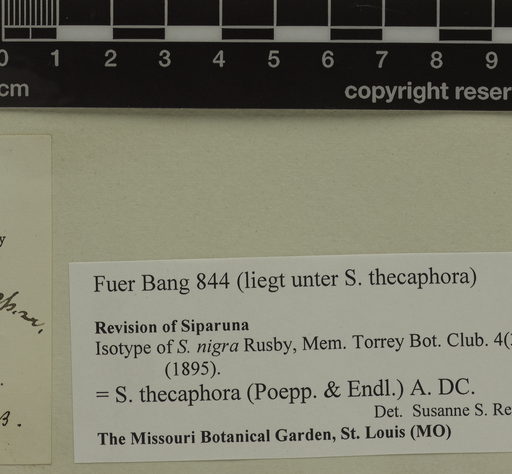 0 1 2 3 4 5 6 7 8 9
cm copyright reser
y
Fuer Bang 844 (liegt unter S. thecaphora)
Revision of Siparuna
Isotype of S. nigra Rusby, Mem. Torrey Bot. Club. 4(
(1895).
= S. thecaphora (Poepp. & Endl.) A. DC.
Det. Susanne S. Re
The Missouri Botanical Garden, St. Louis (MO)